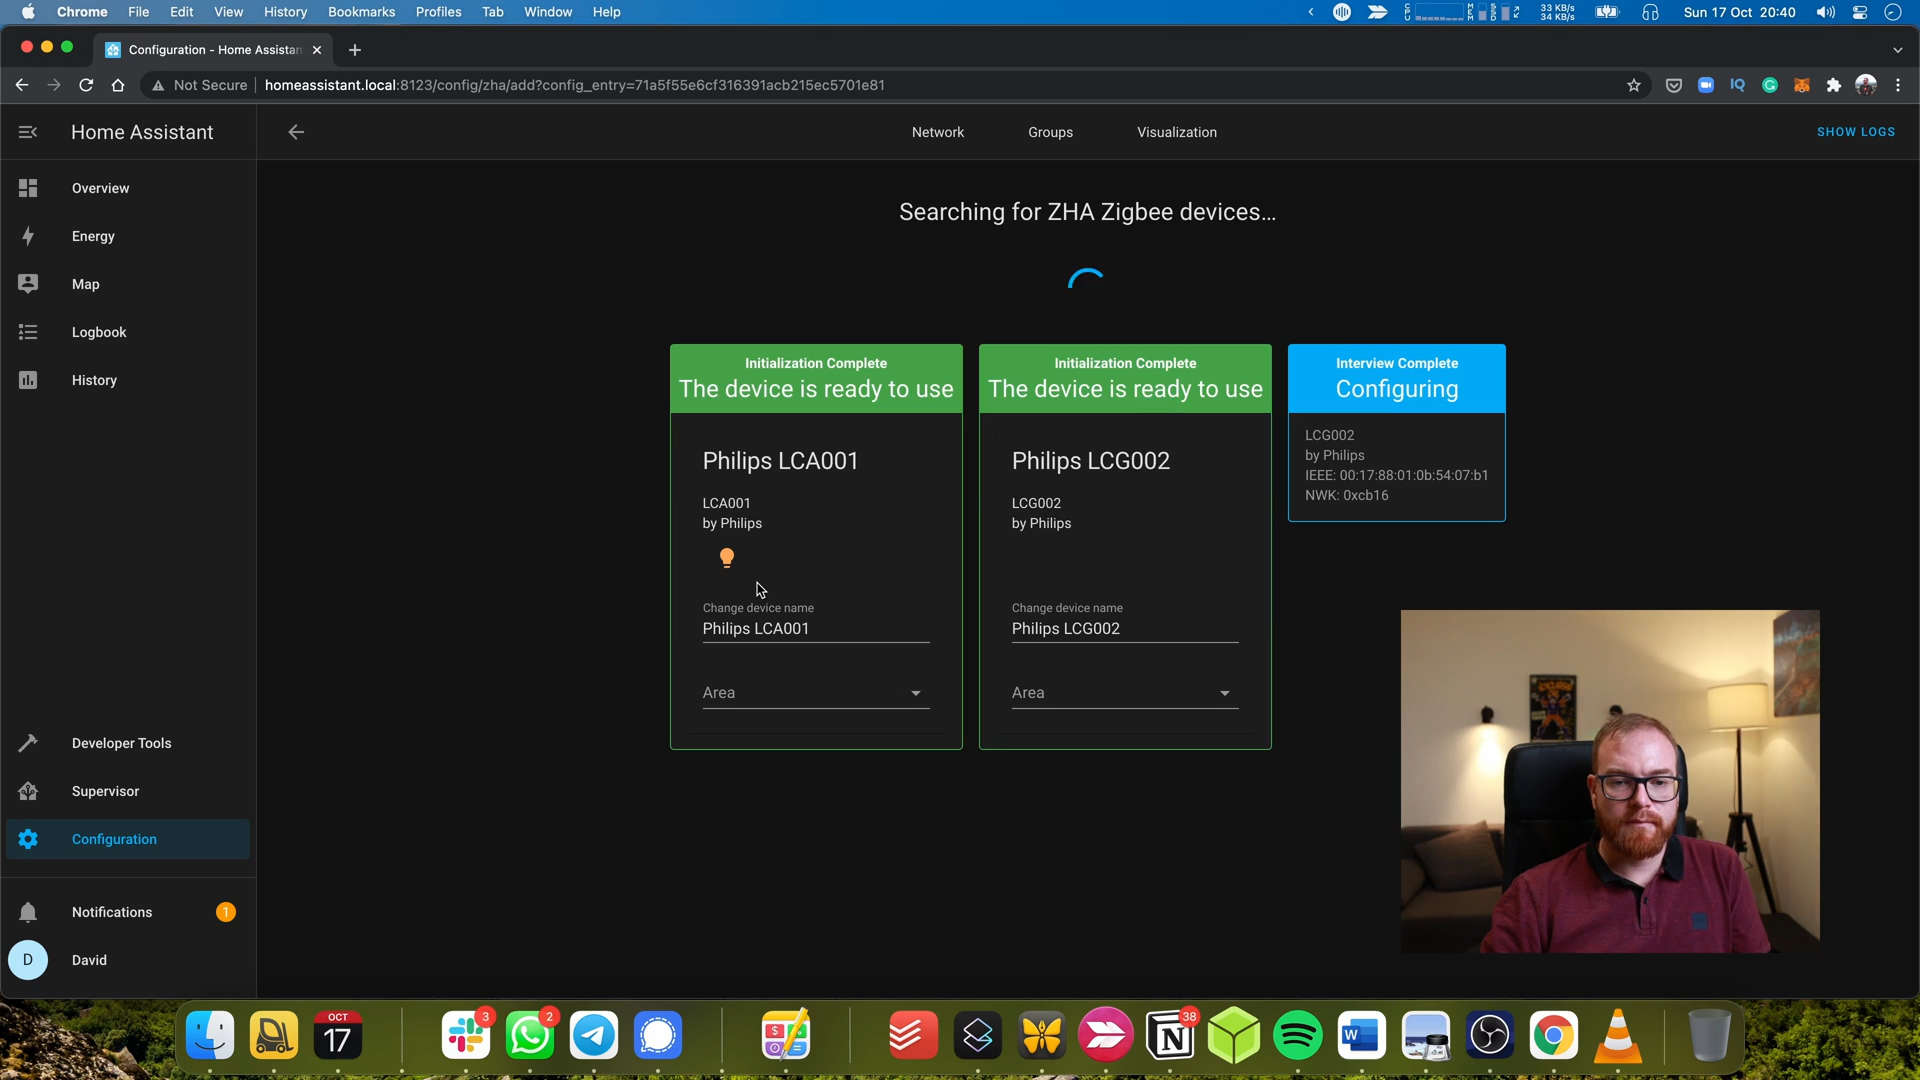 Chrome File Edit View History Bookmarks Profiles Tab Window Help
33 KB/s
34 KB/s
Sun 17 Oct 20:40
Configuration - Home Assistan
Not Secure homeassistant.local:8123/config/zha/add?config_entry=71a5f55e6cf316391acb215ec5701e81
Home Assistant
Network Groups Visualization
SHOW LOGS
Overview
Energy
Map
Logbook
History
Developer Tools
Supervisor
Configuration
Notifications 1
D David
Searching for ZHA Zigbee devices...
Initialization Complete
The device is ready to use
Philips LCA001
LCA001
by Philips
Change device name
Philips LCA001
Area
Initialization Complete
The device is ready to use
Philips LCG002
LCG002
by Philips
Change device name
Philips LCG002
Area
Interview Complete
Configuring
LCG002
by Philips
IEEE: 00:17:88:01:0b:54:07:b1
NWK: 0xcb16
OCT
17
3
2
38